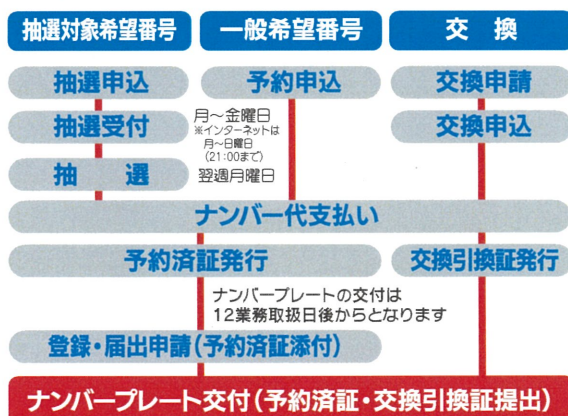 抽選対象希望番号
一般希望番号
交 換
抽選申込
予約申込
交換申請
抽選受付
月～金曜日
※インターネットは
月～日曜日
(21:00まで)
交換申込
抽 選
翌週月曜日
ナンバー代支払い
予約済証発行
交換引換証発行
ナンバープレートの交付は
12業務取扱日後からとなります
登録・届出申請(予約済証添付)
ナンバープレート交付(予約済証・交換引換証提出)